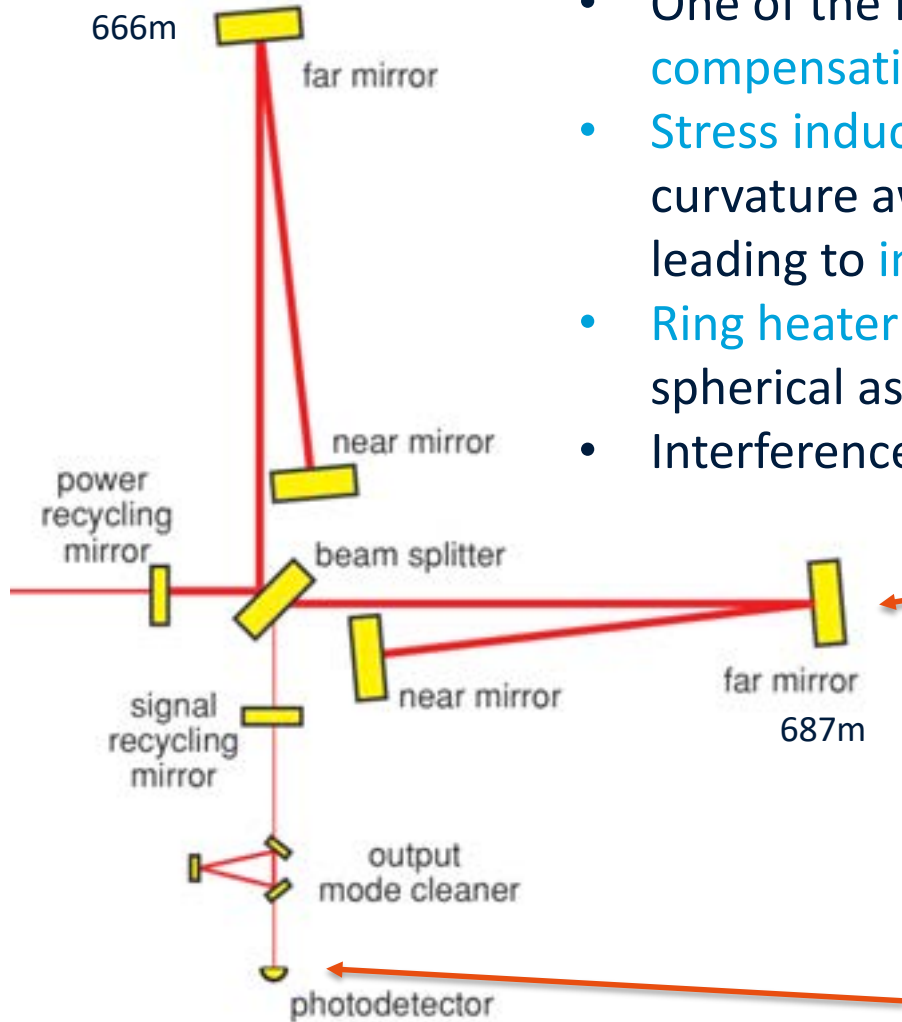 666m
far mirror
near mirror
power
recycling
mirror
beam splitter
near mirror
far mirror
687m
signal
recycling
mirror
output
mode cleaner
photodetector
• One of the
compensati
• Stress induc
curvature a
leading to
• Ring heater
spherical as
• Interference